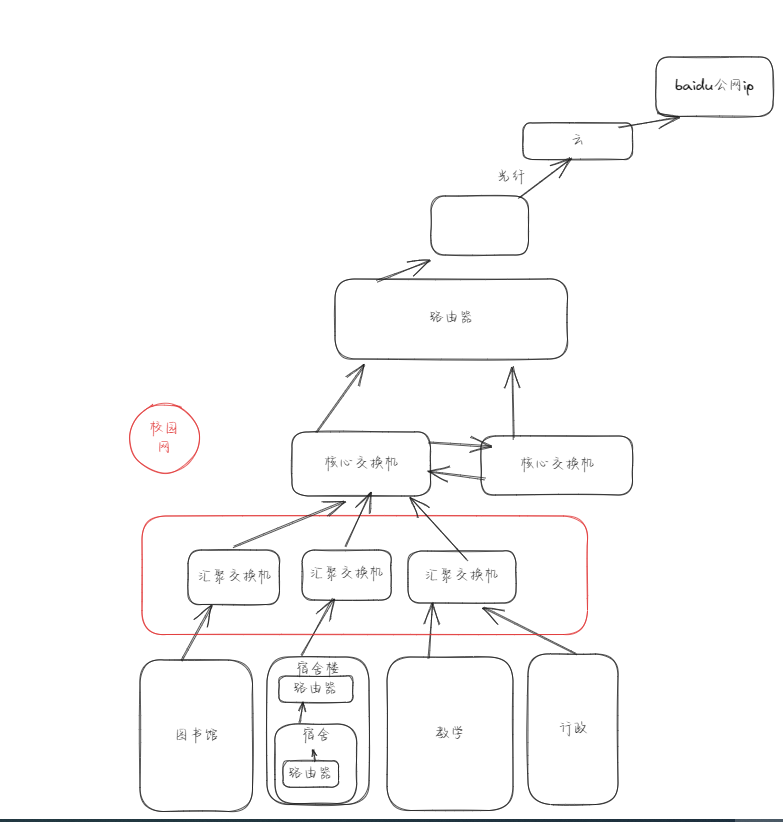 baidu公网ip
云
光纤
路由器
校园
网
核心交换机
核心交换机
汇聚交换机
汇聚交换机
汇聚交换机
宿舍楼
路由器
图书馆
宿舍
路由器
教学
行政